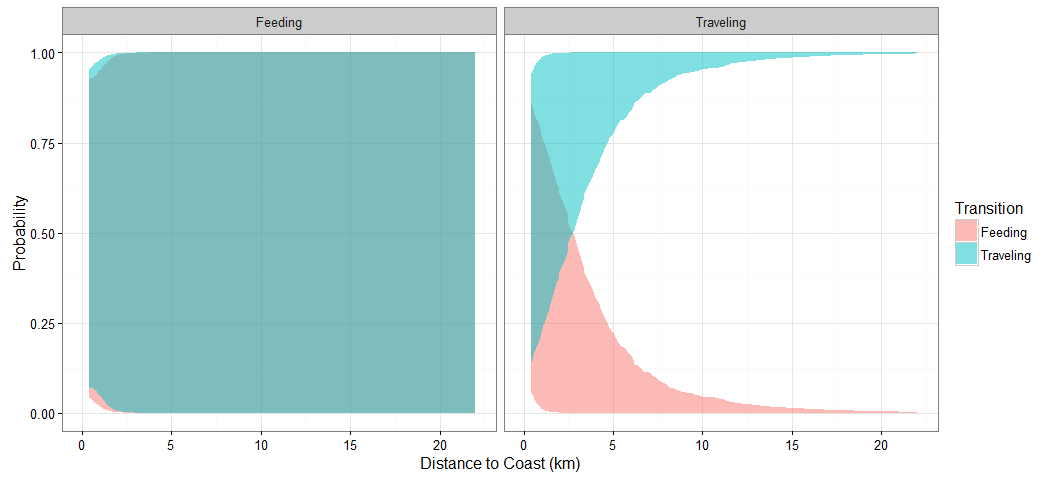 Feeding
Traveling
1.00
0.75
0.50
0.25
0.00
Probability
0 5 10 15 20
0 5 10 15 20
Distance to Coast (km)
Transition
Feeding
Traveling